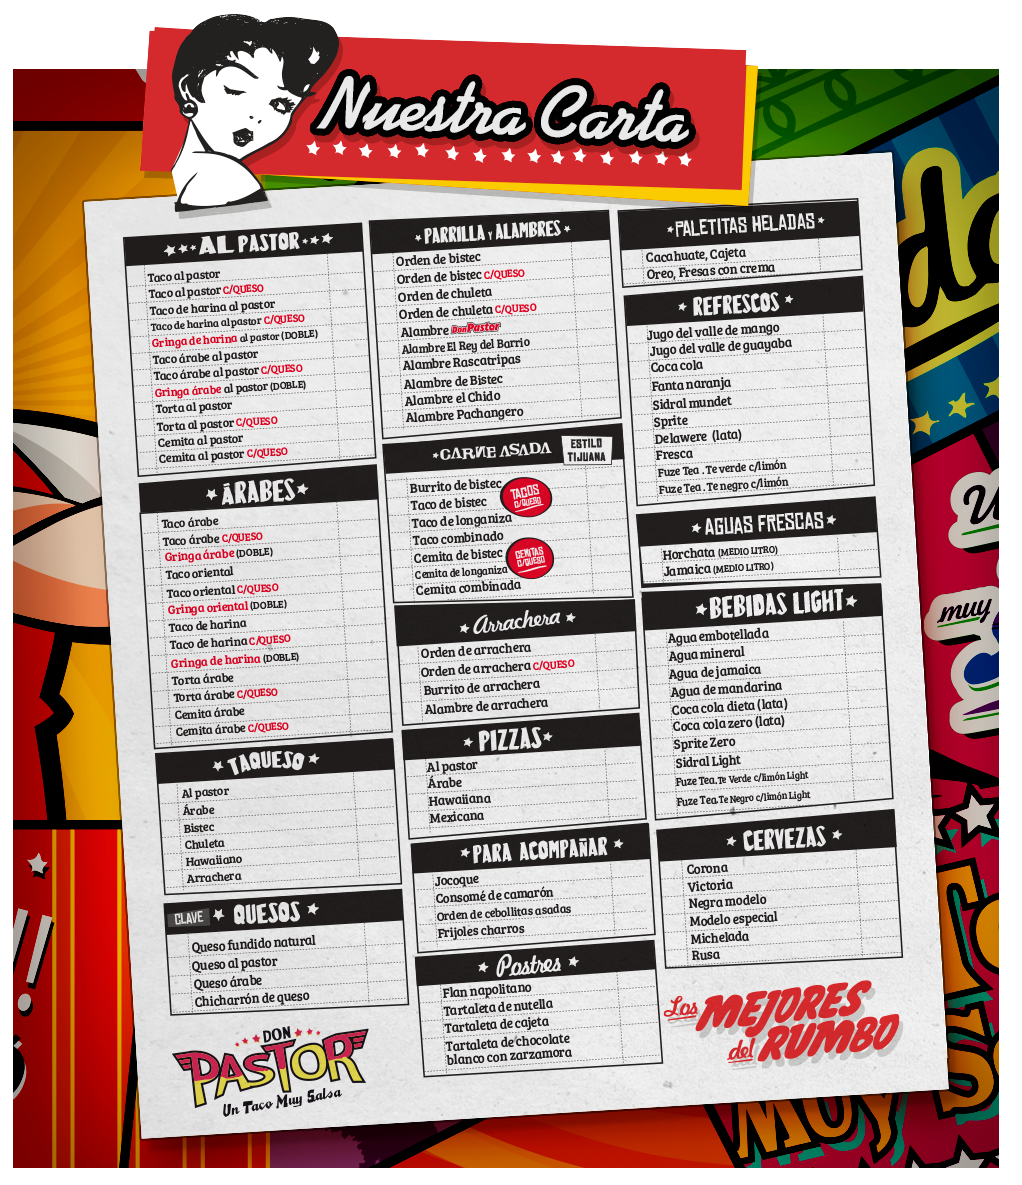 Nuestra Carta
AL PASTOR
Taco al pastor
Taco al pastor C/QUESO
Taco de harina al pastor
Taco de harina al pastor C/QUESO
Gringa de harina al pastor (DOBLE)
Taco árabe al pastor
Taco árabe al pastor C/QUESO
Gringa árabe al pastor (DOBLE)
Torta al pastor
Torta al pastor C/QUESO
Cemita al pastor
Cemita al pastor C/QUESO
ÁRABES
Taco árabe
Taco árabe C/QUESO
Gringa árabe (DOBLE)
Taco oriental
Taco oriental C/QUESO
Gringa oriental (DOBLE)
Taco de harina
Taco de harina C/QUESO
Gringa de harina (DOBLE)
Torta árabe
Torta árabe C/QUESO
Cemita árabe
Cemita árabe C/QUESO
TAQUESO
Al pastor
Árabe
Bistec
Chuleta
Hawaiiano
Arrachera
CLAVE QUESOS
Queso fundido natural
Queso al pastor
Queso árabe
Chicharrón de queso
DON
PASTOR
Un Taco Muy Salsa
PARRILLA Y ALAMBRES
Orden de bistec
Orden de bistec C/QUESO
Orden de chuleta
Orden de chuleta C/QUESO
Alambre Don Pastor
Alambre El Rey del Barrio
Alambre Rascatripas
Alambre de Bistec
Alambre el Chido
Alambre Pachangero
CARNE ASADA
ESTILO
TIJUANA
Burrito de bistec
Taco de bistec
Taco de longaniza
Taco combinado
Cemita de bistec
Cemita de longaniza
Cemita combinada
TACOS
C/QUESO
CEMITAS
C/QUESO
Arrachera
Orden de arrachera
Orden de arrachera C/QUESO
Burrito de arrachera
Alambre de arrachera
PIZZAS
Al pastor
Árabe
Hawaiiana
Mexicana
PARA ACOMPAÑAR
Jocoque
Consomé de camarón
Orden de cebollitas asadas
Frijoles charros
Postres
Flan napolitano
Tartaleta de nutella
Tartaleta de cajeta
Tartaleta de chocolate
blanco con zarzamora
PALETITAS HELADAS
Cacahuate, Cajeta
Oreo, Fresas con crema
REFRESCOS
Jugo del valle de mango
Jugo del valle de guayaba
Coca cola
Fanta naranja
Sidral mundet
Sprite
Delawere (lata)
Fresca
Fuze Tea . Te verde c/limón
Fuze Tea . Te negro c/limón
AGUAS FRESCAS
Horchata (MEDIO LITRO)
Jamaica (MEDIO LITRO)
BEBIDAS LIGHT
Agua embotellada
Agua mineral
Agua de jamaica
Agua de mandarina
Coca cola dieta (lata)
Coca cola zero (lata)
Sprite Zero
Sidral Light
Fuze Tea.Te Verde c/limón Light
Fuze Tea.Te Negro c/limón Light
CERVEZAS
Corona
Victoria
Negra modelo
Modelo especial
Michelada
Rusa
Los MEJORES
del RUMBO
muy
MUY